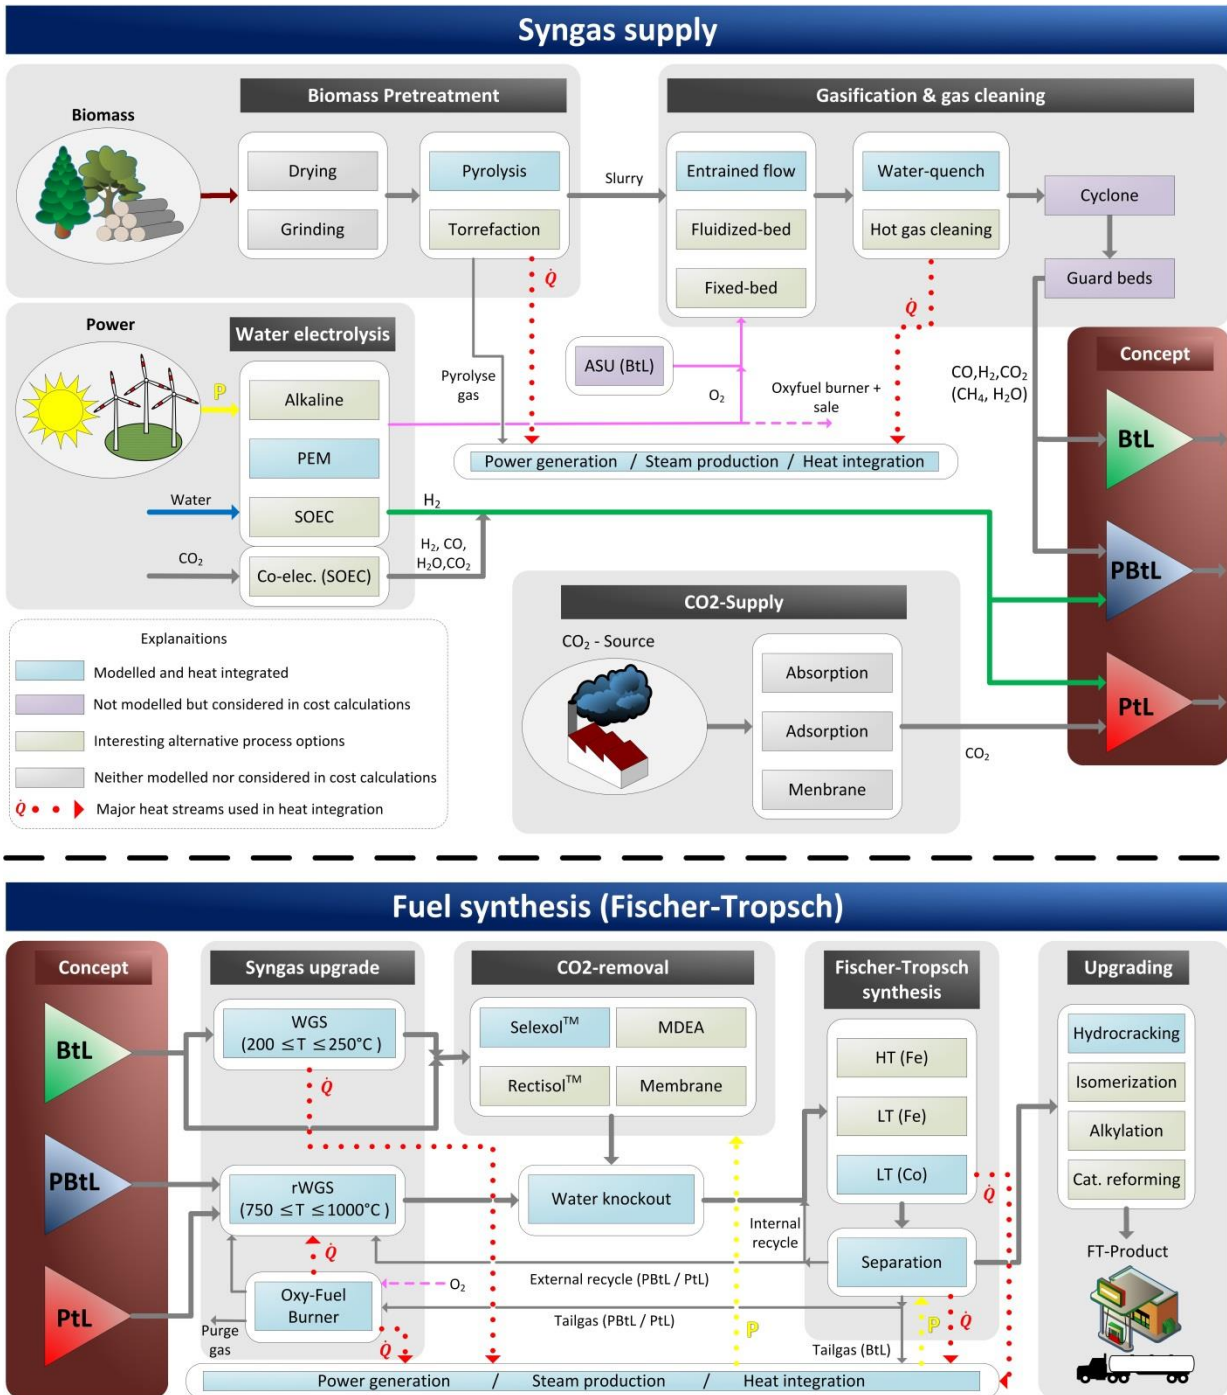 Syngas supply
Biomass Pretreatment
Gasification & gas cleaning
Biomass
Drying
Grinding
Pyrolysis
Torrefaction
Slurry
Entrained flow
Fluidized-bed
Fixed-bed
Water-quench
Hot gas cleaning
Cyclone
Guard beds
Q̇
Q̇
Power
Water electrolysis
P
Alkaline
PEM
SOEC
Co-elec. (SOEC)
Water
CO₂
Pyrolyse
gas
ASU (BtL)
O₂
Oxyfuel burner +
sale
CO,H₂,CO₂
(CH₄, H₂O)
Power generation / Steam production / Heat integration
H₂
H₂, CO,
H₂O,CO₂
Concept
BtL
PBtL
PtL
CO2-Supply
CO₂ - Source
Absorption
Adsorption
Menbrane
CO₂
Explanaitions
Modelled and heat integrated
Not modelled but considered in cost calculations
Interesting alternative process options
Neither modelled nor considered in cost calculations
Q̇ Major heat streams used in heat integration
Fuel synthesis (Fischer-Tropsch)
Concept
BtL
PBtL
PtL
Syngas upgrade
WGS
(200 ≤T ≤250°C )
Q̇
rWGS
(750 ≤T ≤1000°C )
Q̇
Oxy-Fuel
Burner
O₂
Purge
gas
Q̇
CO2-removal
Selexol™
MDEA
Rectisol™
Membrane
Water knockout
Internal
recycle
External recycle (PBtL / PtL)
Tailgas (PBtL / PtL)
P
Fischer-Tropsch
synthesis
HT (Fe)
LT (Fe)
LT (Co)
Q̇
Separation
P
Q̇
Tailgas (BtL)
Upgrading
Hydrocracking
Isomerization
Alkylation
Cat. reforming
FT-Product
Power generation / Steam production / Heat integration